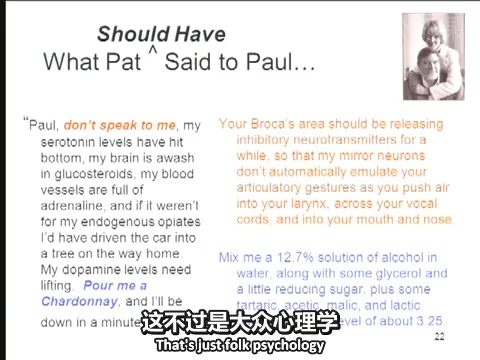 Should Have
What Pat ^ Said to Paul…
“Paul, don't speak to me, my
serotonin levels have hit
bottom, my brain is awash
in glucosteroids, my blood
vessels are full of
adrenaline, and if it weren't
for my endogenous opiates
I'd have driven the car into
a tree on the way home.
My dopamine levels need
lifting. Pour me a
Chardonnay, and I'll be
down in a minute
Your Broca's area should be releasing
inhibitory neurotransmitters for a
while, so that my mirror neurons
don't automatically emulate your
articulatory gestures as you push air
into your larynx, across your vocal
cords, and into your mouth and nose.
Mix me a 12.7% solution of alcohol in
water, along with some glycerol and
a little reducing sugar, plus some
tartaric, acetic, malic, and lactic
level of about 3.25.
22
这不过是大众心理学
That's just folk psychology